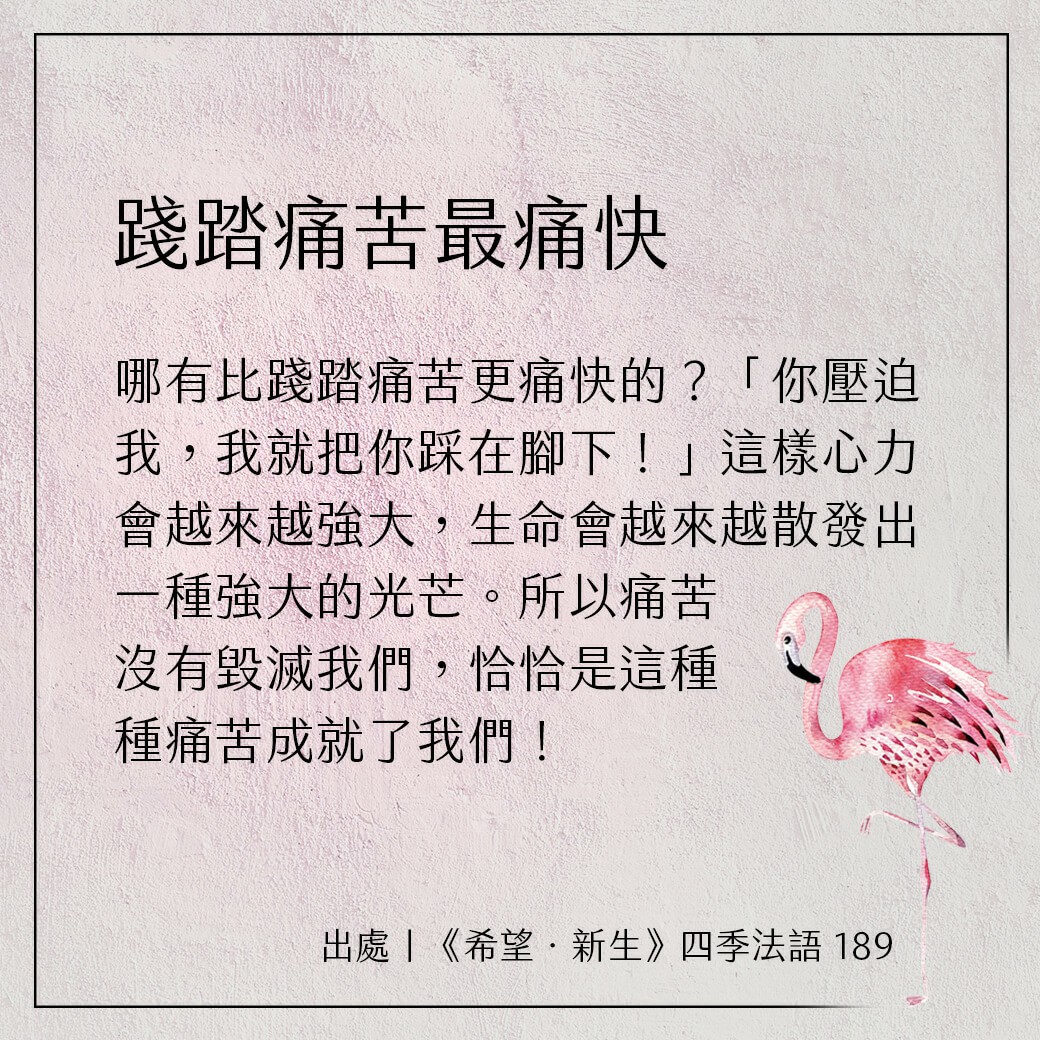 踐踏痛苦最痛快
哪有比踐踏痛苦更痛快的？「你壓迫
我，我就把你踩在腳下！」這樣心力
會越來越強大，生命會越來越散發出
一種強大的光芒。所以痛苦
沒有毀滅我們，恰恰是這種
種痛苦成就了我們！
出處｜《希望．新生》四季法語 189